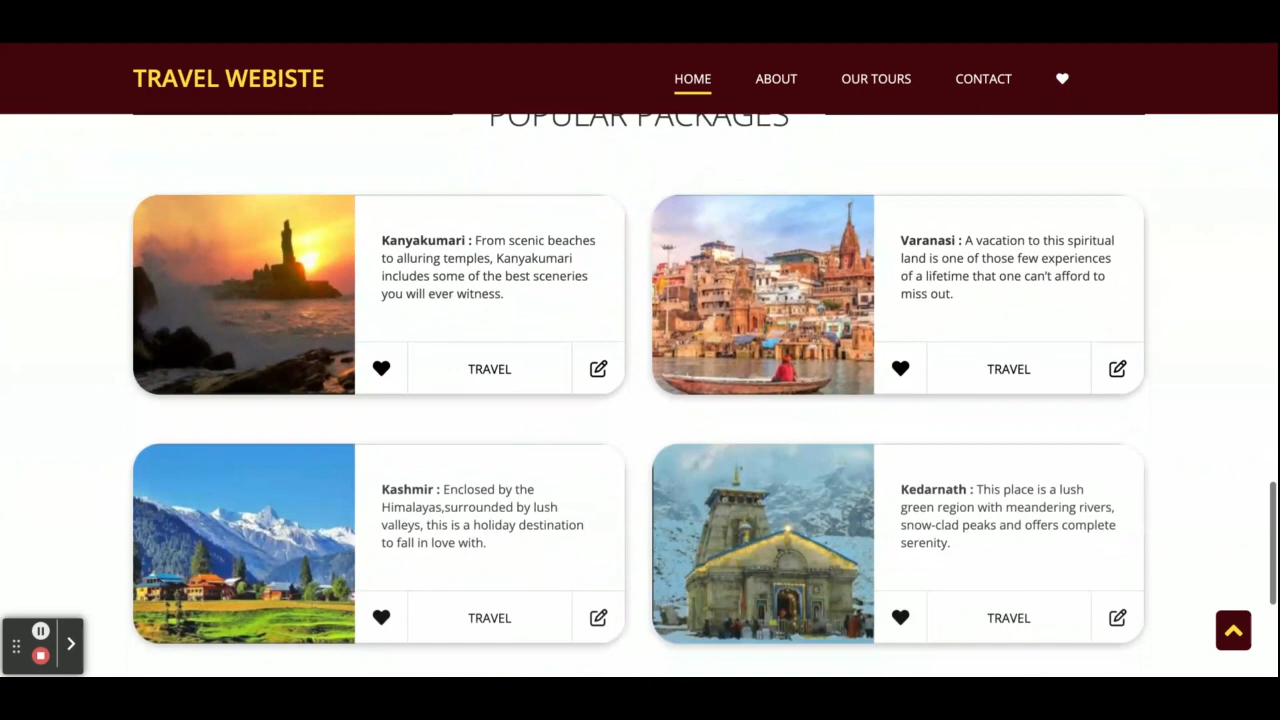 TRAVEL WEBISTE
HOME ABOUT OUR TOURS CONTACT
POPULAR PACKAGES
Kanyakumari : From scenic beaches
to alluring temples, Kanyakumari
includes some of the best sceneries
you will ever witness.
TRAVEL
Varanasi : A vacation to this spiritual
land is one of those few experiences
of a lifetime that one can't afford to
miss out.
TRAVEL
Kashmir : Enclosed by the
Himalayas,surrounded by lush
valleys, this is a holiday destination
to fall in love with.
TRAVEL
Kedarnath : This place is a lush
green region with meandering rivers,
snow-clad peaks and offers complete
serenity.
TRAVEL